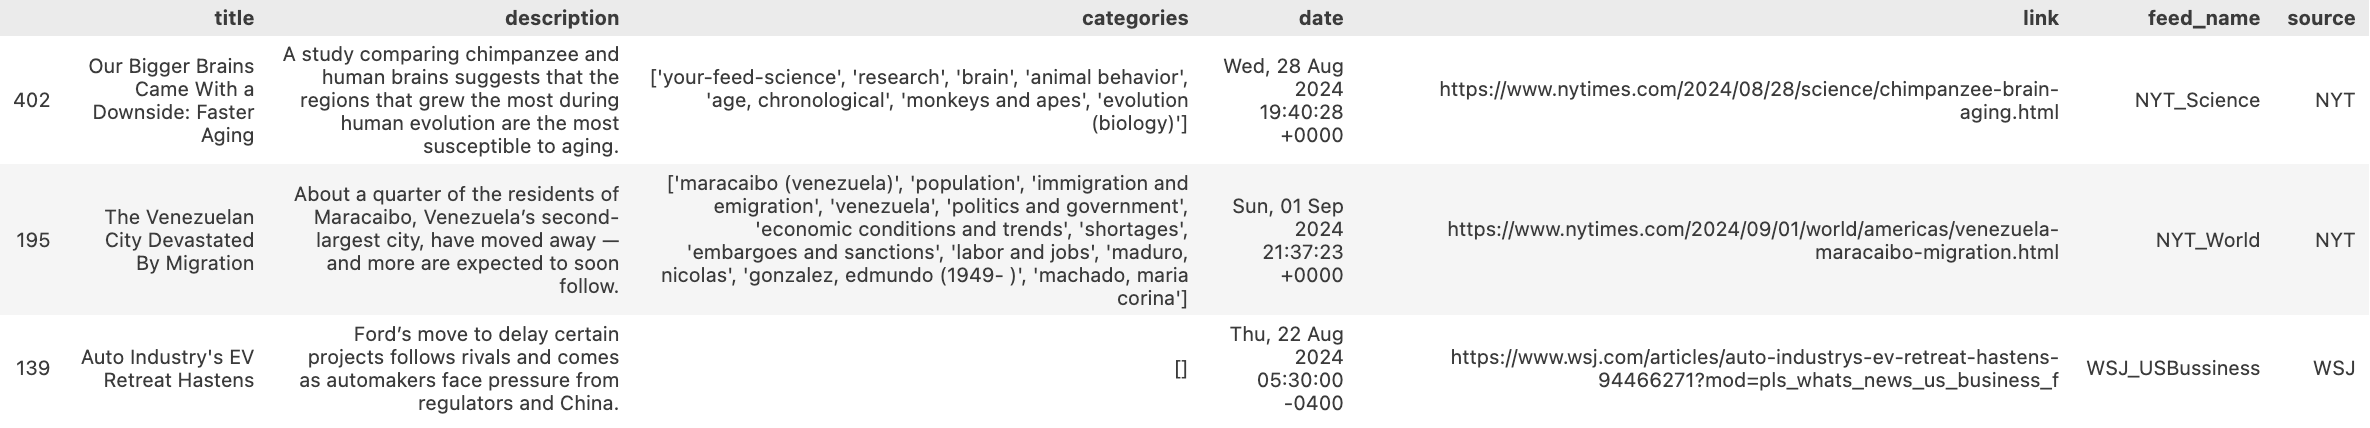 title description categories date link feed_name source
402
Our Bigger Brains
Came With a
Downside: Faster
Aging
A study comparing chimpanzee and
human brains suggests that the
regions that grew the most during
human evolution are the most
susceptible to aging.
['your-feed-science', 'research', 'brain', 'animal behavior',
'age, chronological', 'monkeys and apes', 'evolution
(biology)']
Wed, 28 Aug
2024
19:40:28
+0000
https://www.nytimes.com/2024/08/28/science/chimpanzee-brain-
aging.html
NYT_Science
NYT
195
The Venezuelan
City Devastated
By Migration
About a quarter of the residents of
Maracaibo, Venezuela’s second-
largest city, have moved away —
and more are expected to soon
follow.
['maracaibo (venezuela)', 'population', 'immigration and
emigration', 'venezuela', 'politics and government',
'economic conditions and trends', 'shortages',
'embargoes and sanctions', 'labor and jobs', 'maduro,
nicolas', 'gonzalez, edmundo (1949- )', 'machado, maria
corina']
Sun, 01 Sep
2024
21:37:23
+0000
https://www.nytimes.com/2024/09/01/world/americas/venezuela-
maracaibo-migration.html
NYT_World
NYT
139
Auto Industry's EV
Retreat Hastens
Ford’s move to delay certain
projects follows rivals and comes
as automakers face pressure from
regulators and China.
[]
Thu, 22 Aug
2024
05:30:00
-0400
https://www.wsj.com/articles/auto-industrys-ev-retreat-hastens-
94466271?mod=pls_whats_news_us_business_f
WSJ_USBussiness
WSJ